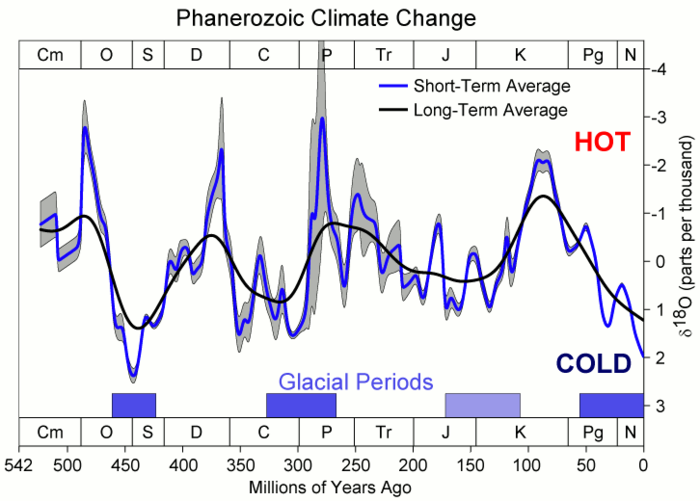 Phanerozoic Climate Change
Cm O S D C P Tr J K Pg N
-4
Short-Term Average
Long-Term Average
-3
HOT
-2
-1
0
1
2
3
δ18O (parts per thousand)
COLD
Glacial Periods
Cm O S D C P Tr J K Pg N
542 500 450 400 350 300 250 200 150 100 50 0
Millions of Years Ago